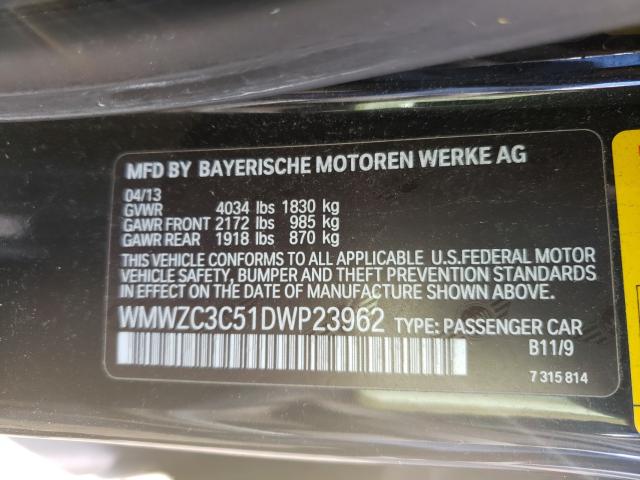 MFD BY BAYERISCHE MOTOREN WERKE AG
04/13
GVWR 4034 lbs 1830 kg
GAWR FRONT 2172 lbs 985 kg
GAWR REAR 1918 lbs 870 kg
THIS VEHICLE CONFORMS TO ALL APPLICABLE U.S.FEDERAL MOTOR
VEHICLE SAFETY, BUMPER AND THEFT PREVENTION STANDARDS
IN EFFECT ON THE DATE OF MANUFACTURE SHOWN ABOVE.
WMWZC3C51DWP23962 TYPE: PASSENGER CAR
B11/9
7 315 814